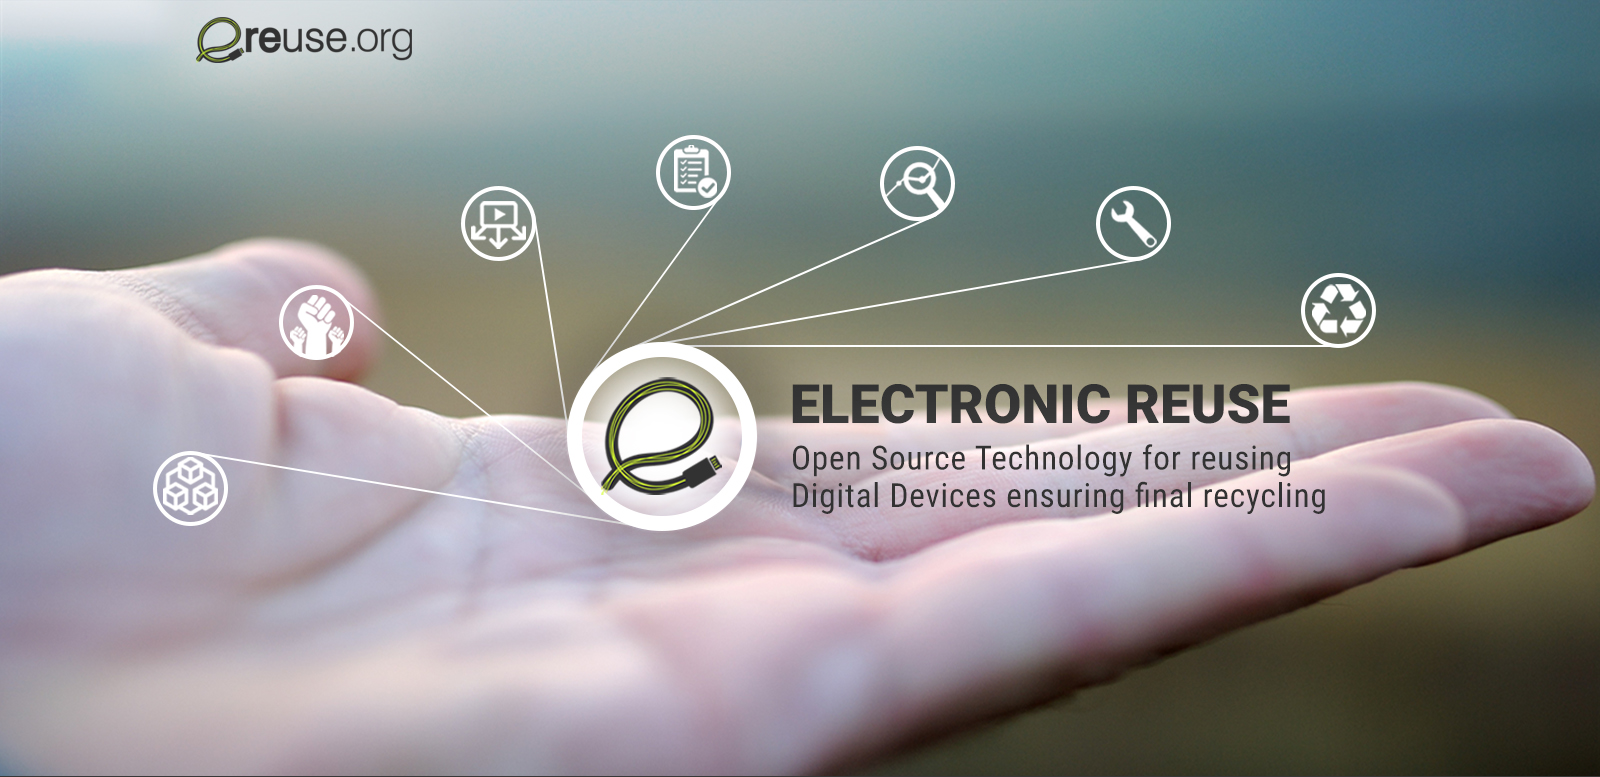 ereuse.org
ELECTRONIC REUSE
Open Source Technology for reusing
Digital Devices ensuring final recycling